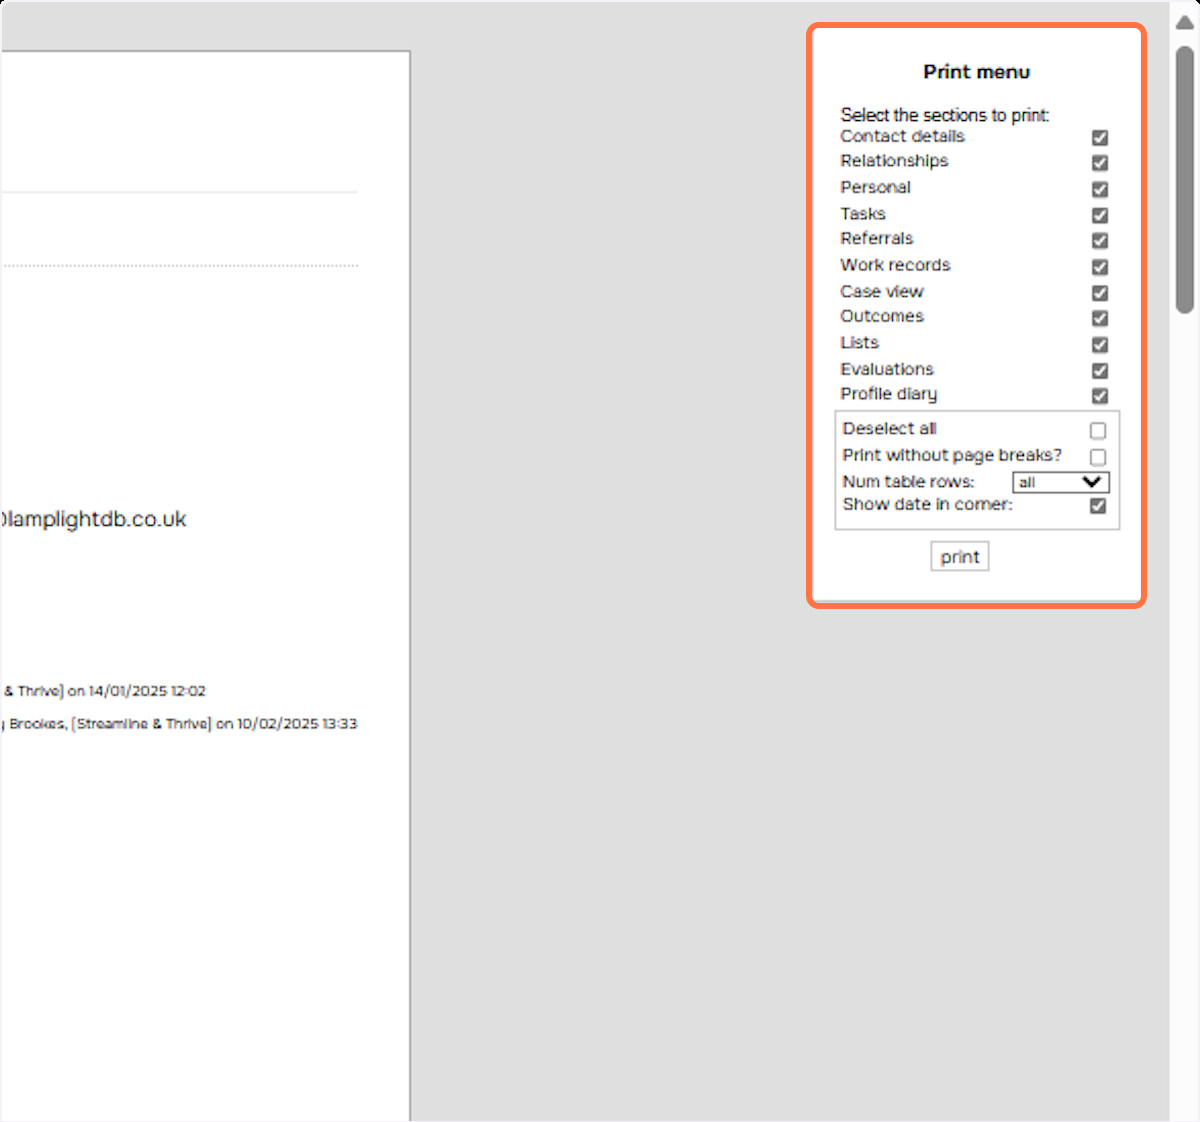 Print menu
Select the sections to print:
Contact details
Relationships
Personal
Tasks
Referrals
Work records
Case view
Outcomes
Lists
Evaluations
Profile diary
Deselect all
Print without page breaks?
Num table rows: all
Show date in corner:
print
lamplightdb.co.uk
& Thrive] on 14/01/2025 12:02
Brookes, [Streamline & Thrive] on 10/02/2025 13:33